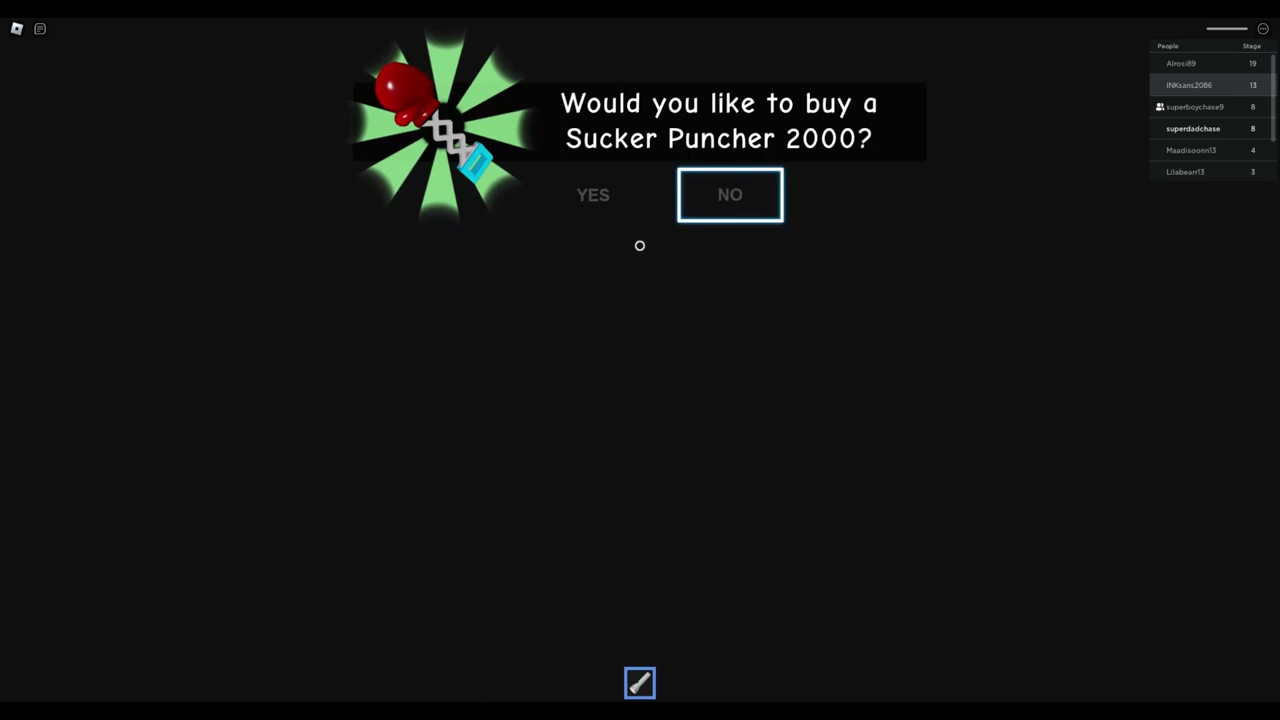 Would you like to buy a
Sucker Puncher 2000?
YES NO
People Stage
Alrosi89 19
INKsans2086 13
superboychase9 8
superdadchase 8
Maadisoonn13 4
Lilabearr13 3